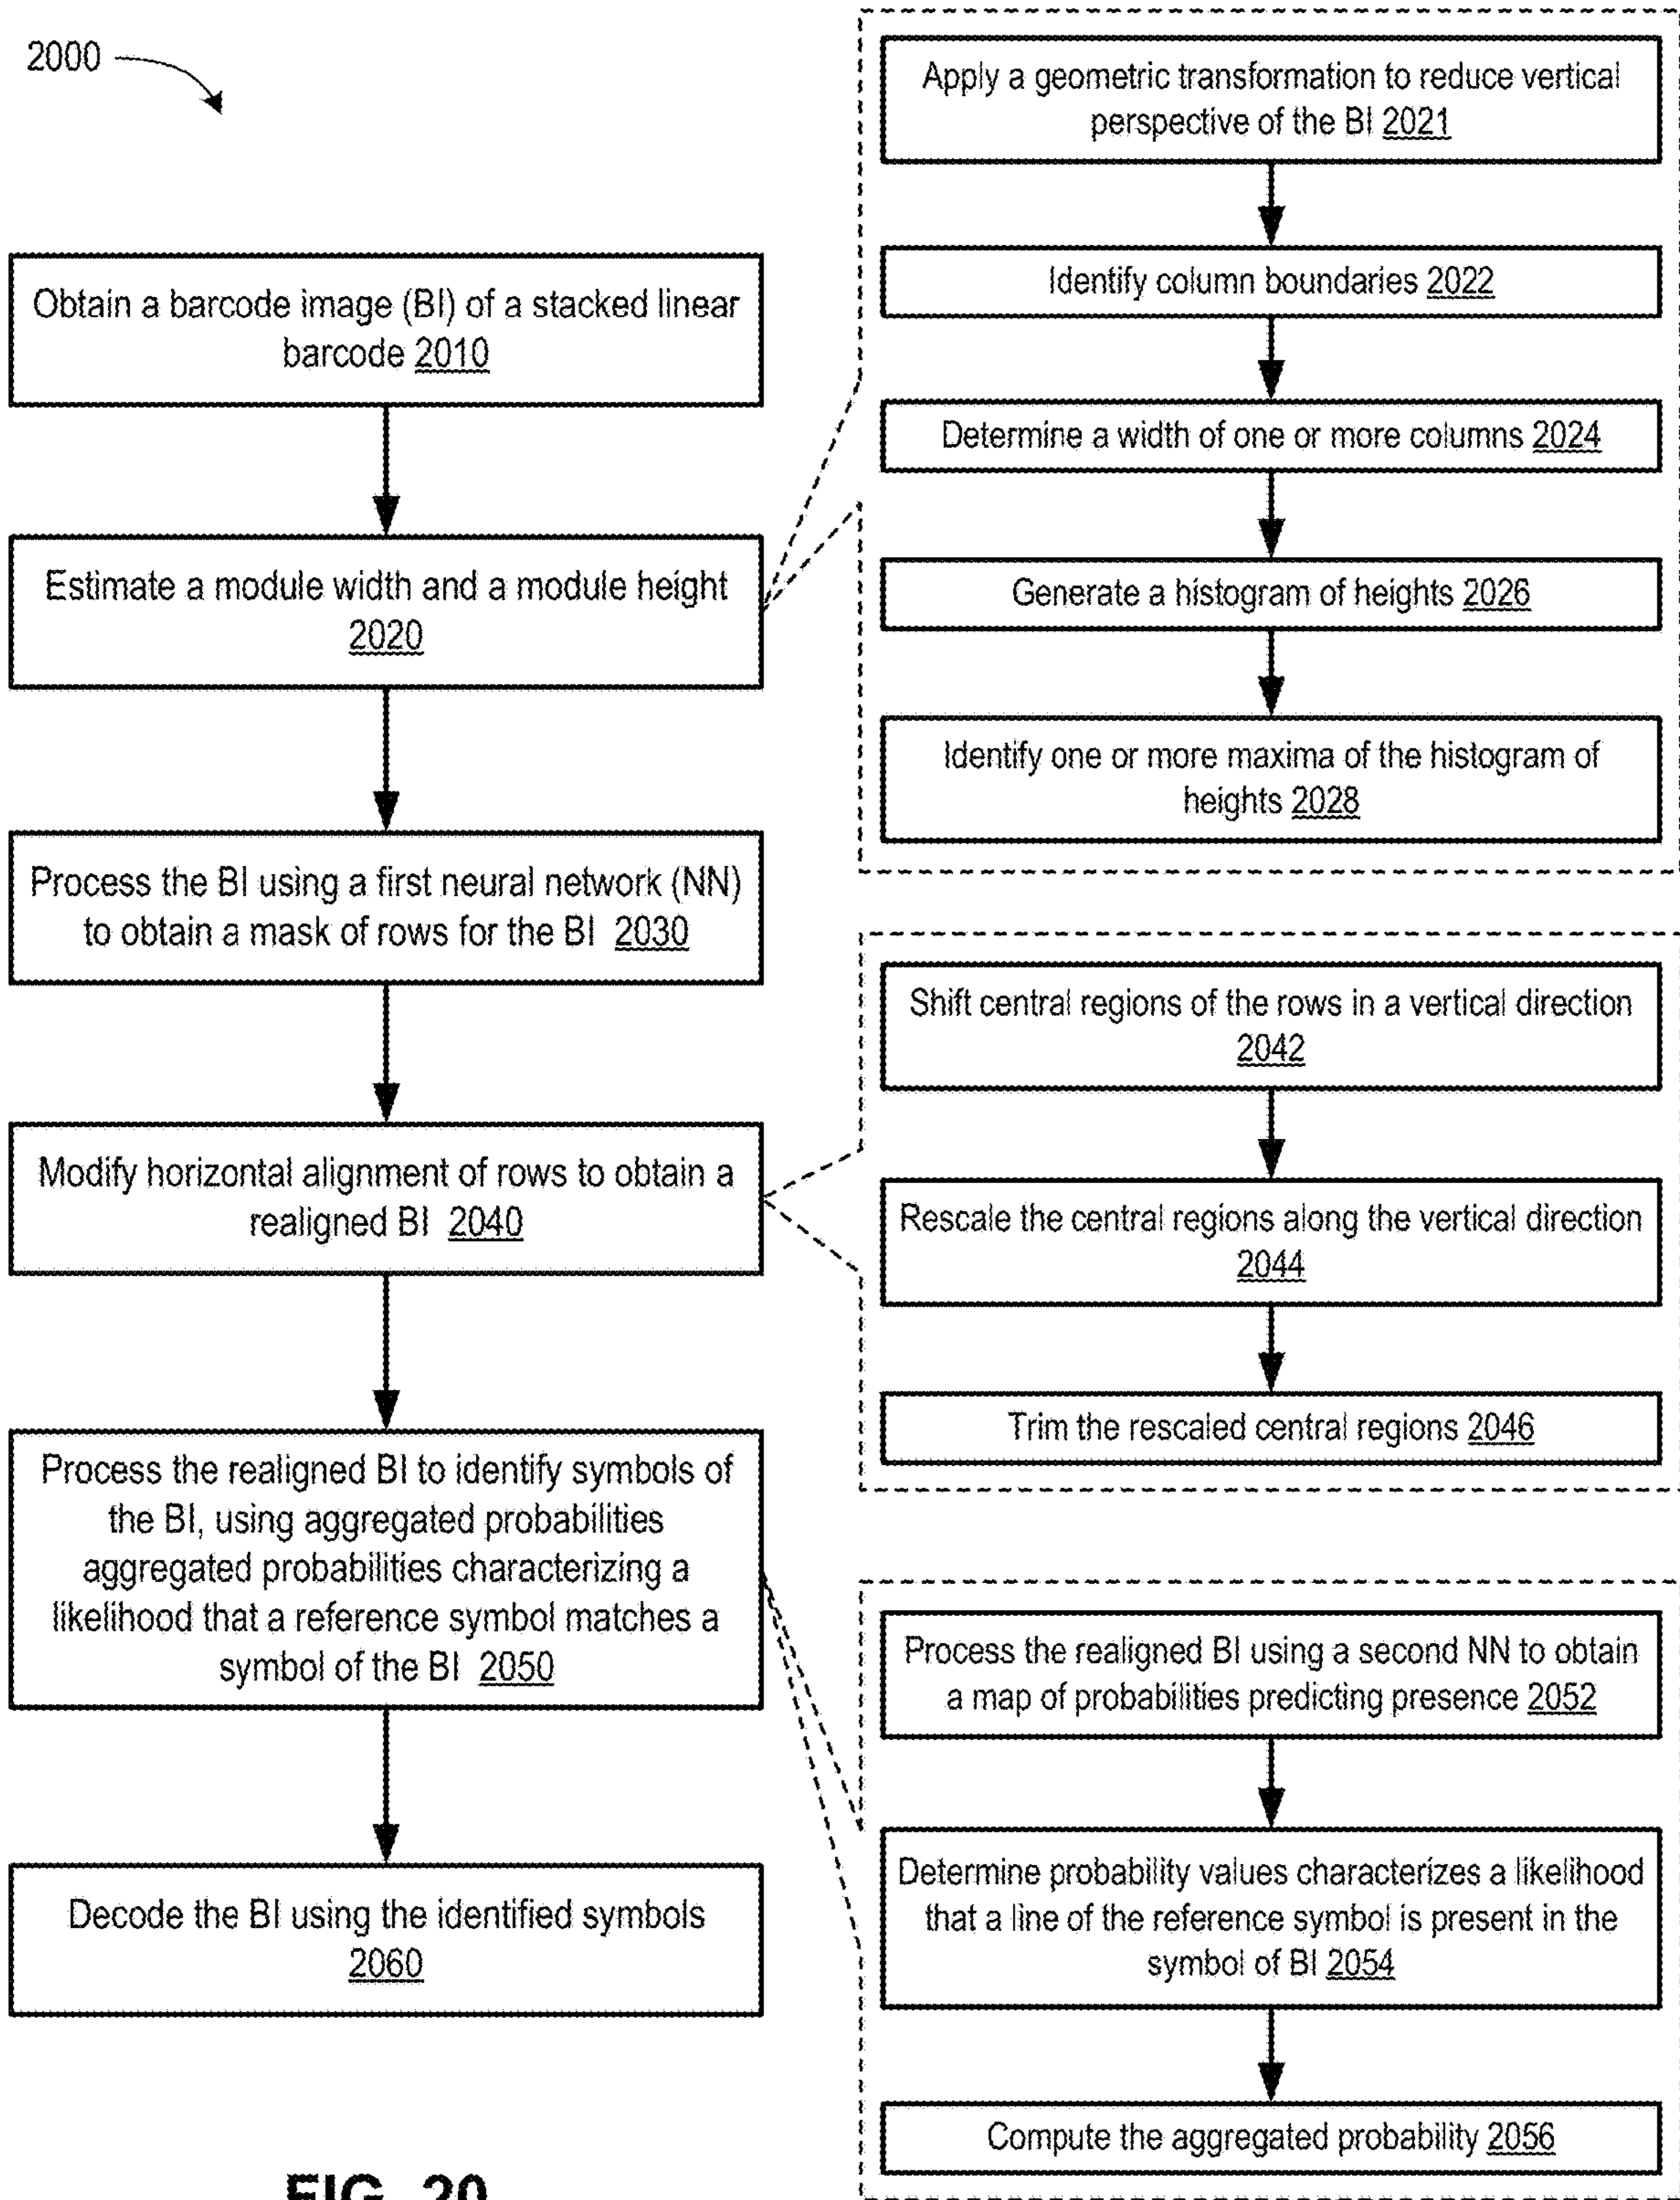 2000
Obtain a barcode image (BI) of a stacked linear
barcode 2010
Estimate a module width and a module height
2020
Process the BI using a first neural network (NN)
to obtain a mask of rows for the BI 2030
Modify horizontal alignment of rows to obtain a
realigned BI 2040
Process the realigned BI to identify symbols of
the BI, using aggregated probabilities
aggregated probabilities characterizing a
likelihood that a reference symbol matches a
symbol of the BI 2050
Decode the BI using the identified symbols
2060
Apply a geometric transformation to reduce vertical
perspective of the BI 2021
Identify column boundaries 2022
Determine a width of one or more columns 2024
Generate a histogram of heights 2026
Identify one or more maxima of the histogram of
heights 2028
Shift central regions of the rows in a vertical direction
2042
Rescale the central regions along the vertical direction
2044
Trim the rescaled central regions 2046
Process the realigned BI using a second NN to obtain
a map of probabilities predicting presence 2052
Determine probability values characterizes a likelihood
that a line of the reference symbol is present in the
symbol of BI 2054
Compute the aggregated probability 2056
FIG. 20